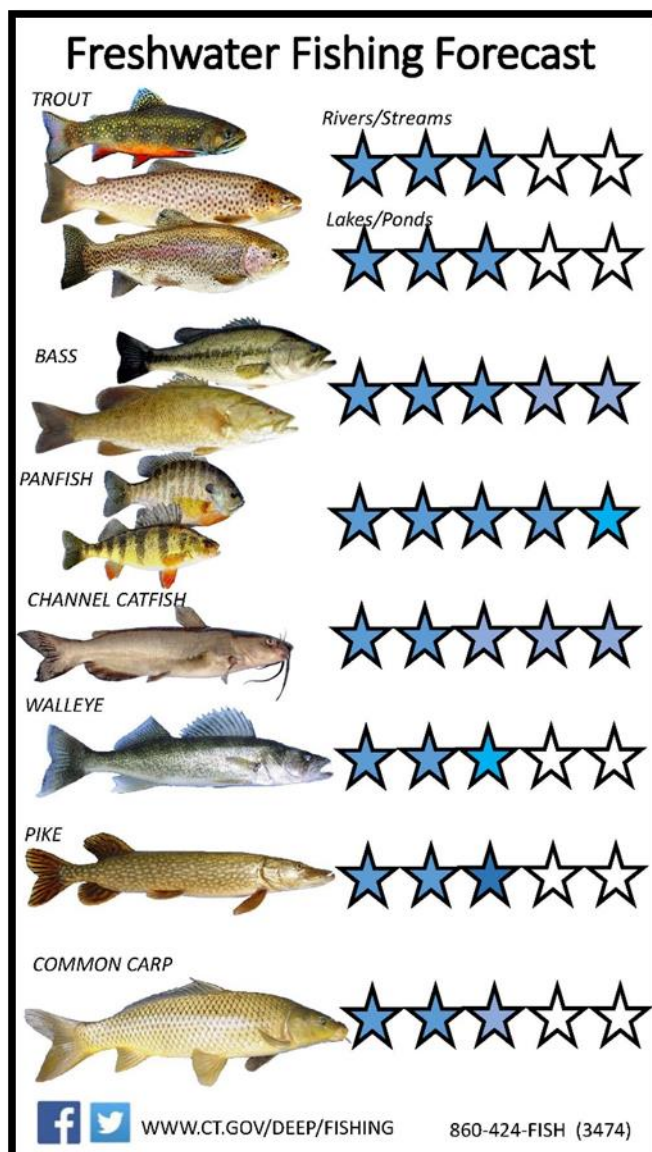 Freshwater Fishing Forecast
TROUT
Rivers/Streams
Lakes/Ponds
BASS
PANFISH
CHANNEL CATFISH
WALLEYE
PIKE
COMMON CARP
WWW.CT.GOV/DEEP/FISHING 860-424-FISH (3474)